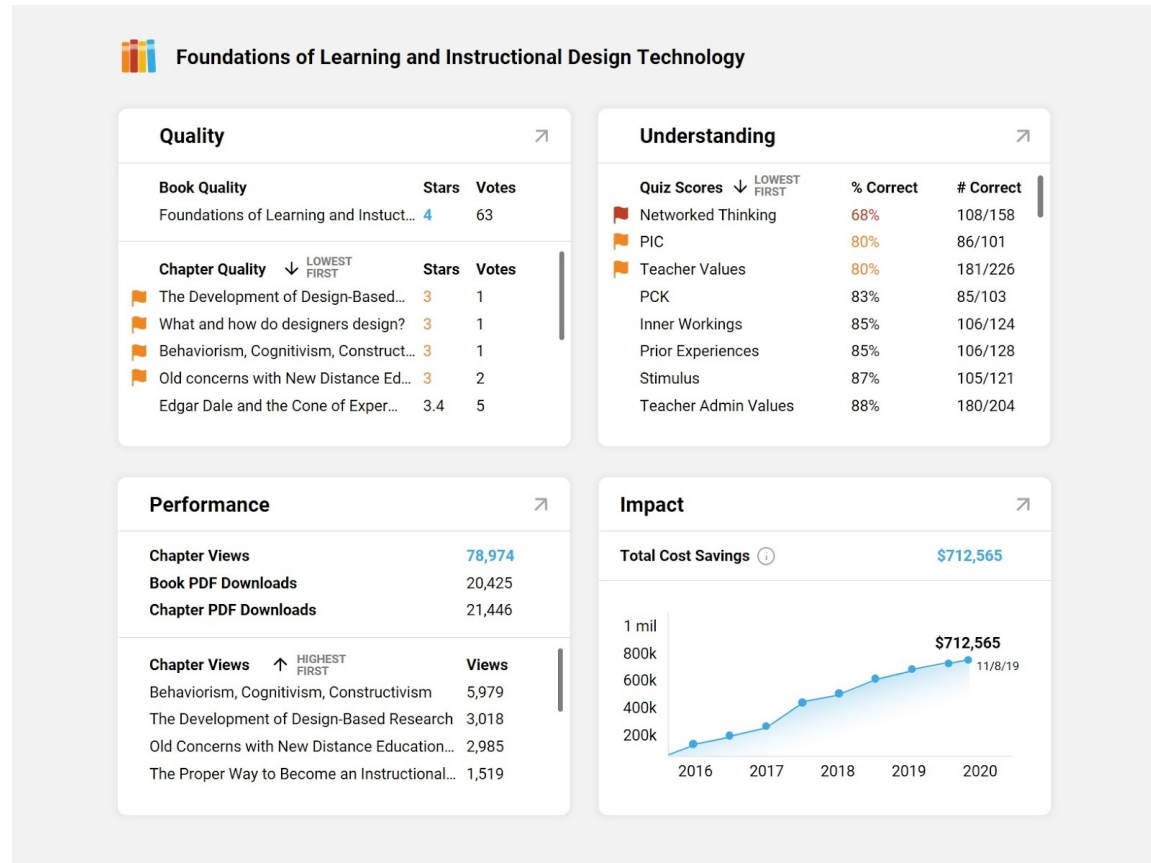 Foundations of Learning and Instructional Design Technology
Quality
Book Quality Stars Votes
Foundations of Learning and Instuct... 4 63
Chapter Quality LOWEST FIRST Stars Votes
The Development of Design-Based... 3 1
What and how do designers design? 3 1
Behaviorism, Cognitivism, Construct... 3 1
Old concerns with New Distance Ed... 3 2
Edgar Dale and the Cone of Exper... 3.4 5
Understanding
Quiz Scores LOWEST FIRST % Correct # Correct
Networked Thinking 68% 108/158
PIC 80% 86/101
Teacher Values 80% 181/226
PCK 83% 85/103
Inner Workings 85% 106/124
Prior Experiences 85% 106/128
Stimulus 87% 105/121
Teacher Admin Values 88% 180/204
Performance
Chapter Views 78,974
Book PDF Downloads 20,425
Chapter PDF Downloads 21,446
Chapter Views HIGHEST FIRST Views
Behaviorism, Cognitivism, Constructivism 5,979
The Development of Design-Based Research 3,018
Old Concerns with New Distance Education... 2,985
The Proper Way to Become an Instructional... 1,519
Impact
Total Cost Savings i $712,565
1 mil
800k
600k
400k
200k
$712,565
11/8/19
2016 2017 2018 2019 2020